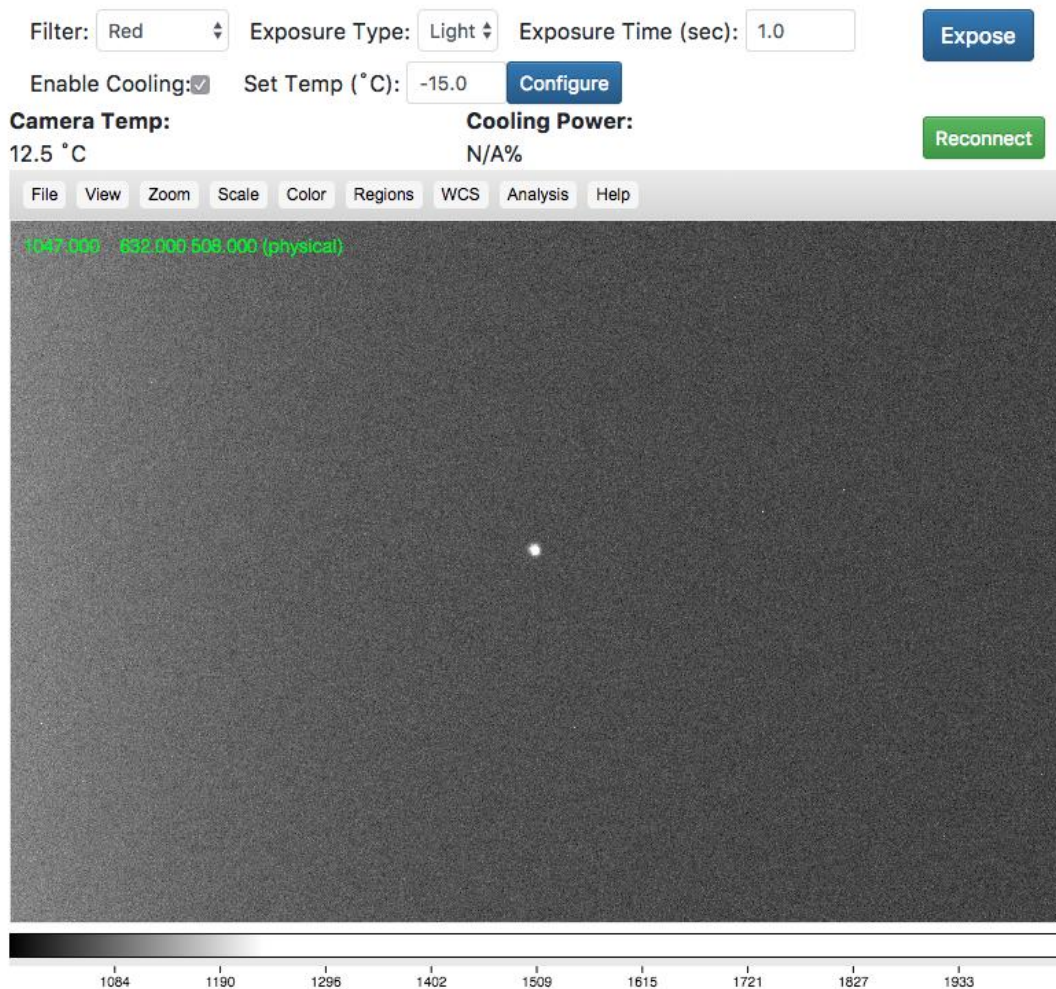 Filter: Red Exposure Type: Light Exposure Time (sec): 1.0 Expose
Enable Cooling: Set Temp (˚C): -15.0 Configure
Camera Temp: Cooling Power:
12.5 ˚C N/A% Reconnect
File View Zoom Scale Color Regions WCS Analysis Help
1047.000 632.000 508.000 (physical)
1084 1190 1296 1402 1509 1615 1721 1827 1933